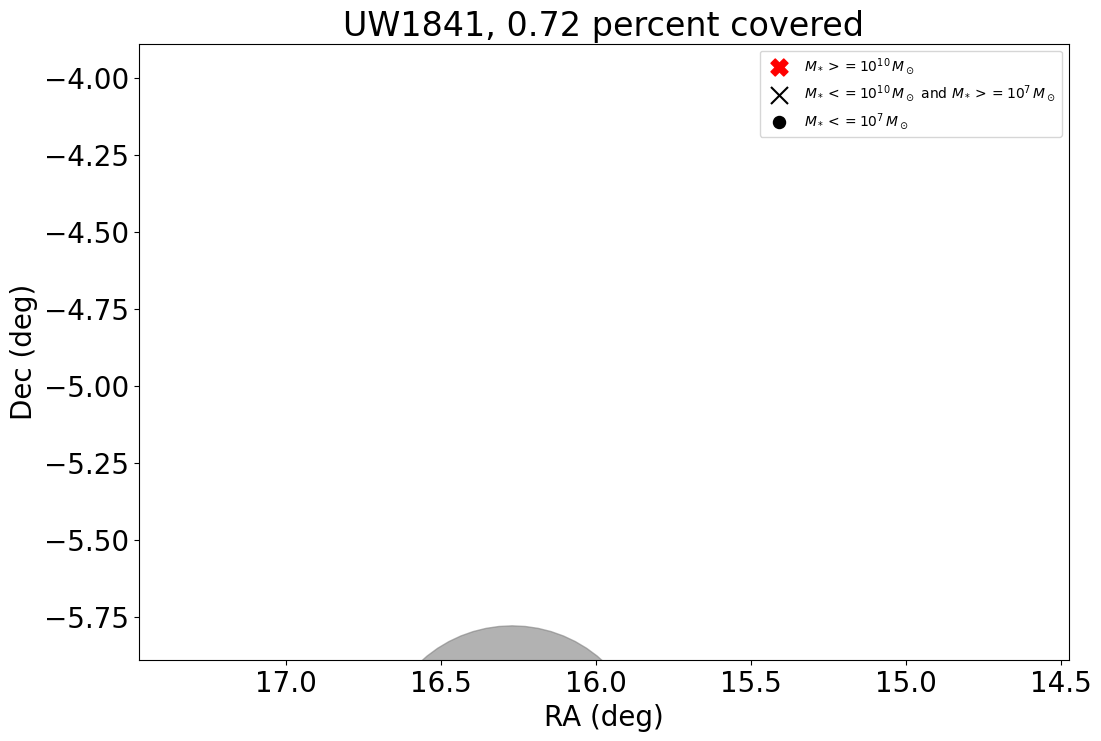 UW1841, 0.72 percent covered
M* >= 10^10 M⊙
M* <= 10^10 M⊙ and M* >= 10^7 M⊙
M* <= 10^7 M⊙
−4.00
−4.25
−4.50
−4.75
−5.00
−5.25
−5.50
−5.75
Dec (deg)
17.0 16.5 16.0 15.5 15.0 14.5
RA (deg)